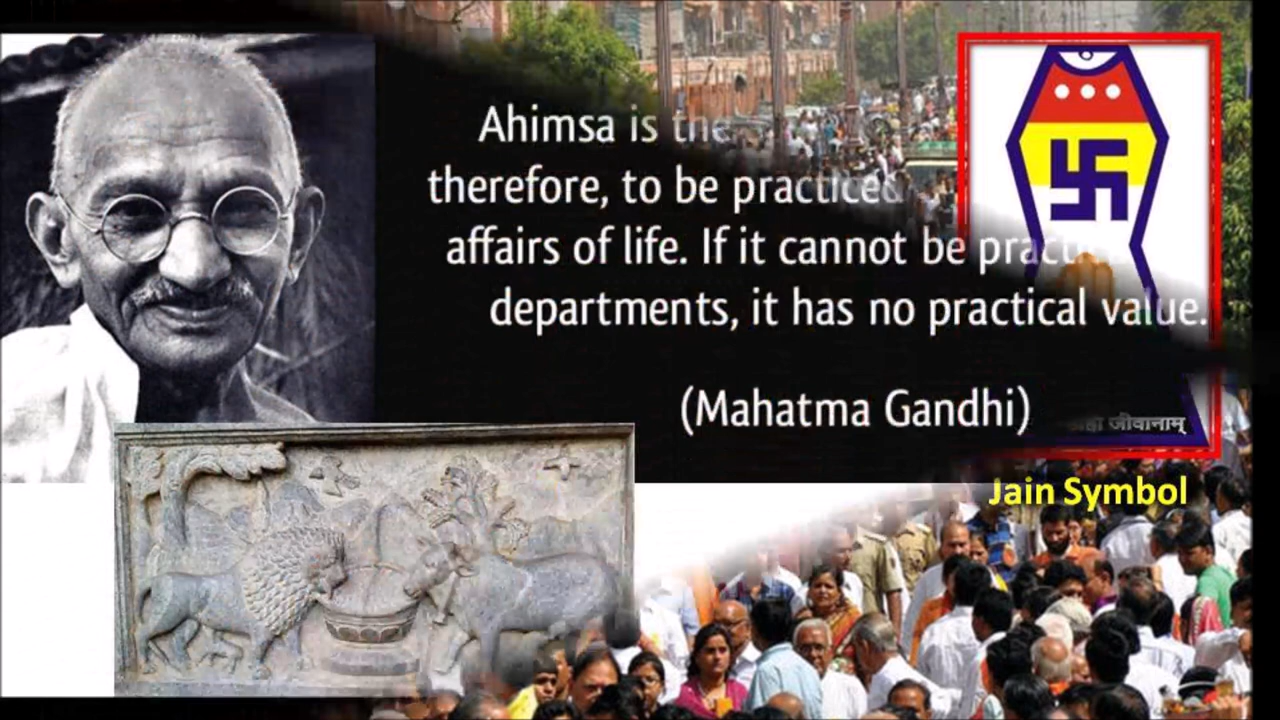 Ahimsa is the
therefore, to be practiced
affairs of life. If it cannot be
departments, it has no practical value.
(Mahatma Gandhi)
जीवानाम्
Jain Symbol